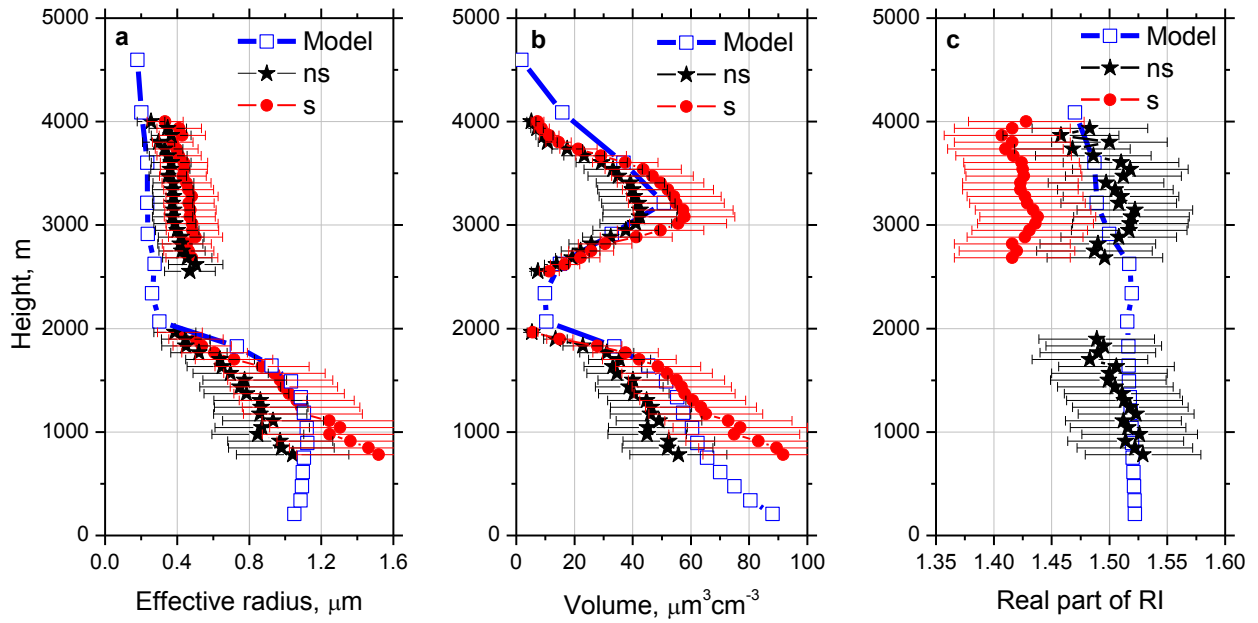 5000
4000
3000
2000
1000
0
Height, m
a
Model
ns
s
0.0 0.4 0.8 1.2 1.6
Effective radius, μm
5000
4000
3000
2000
1000
0
b
Model
ns
s
0 20 40 60 80 100
Volume, μm³cm⁻³
5000
4000
3000
2000
1000
0
c
Model
ns
s
1.35 1.40 1.45 1.50 1.55 1.60
Real part of RI